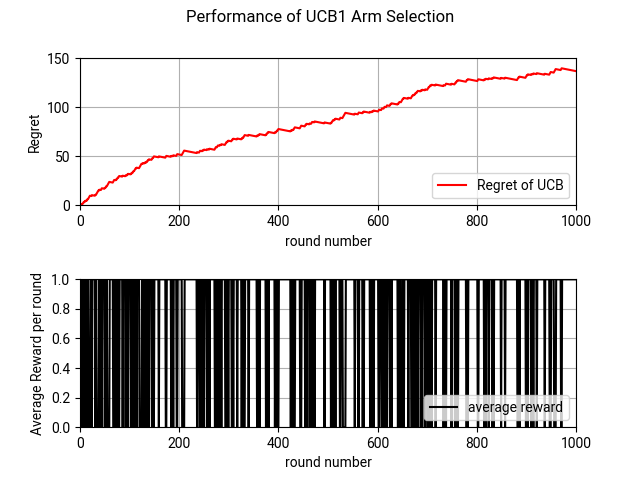 Performance of UCB1 Arm Selection
150
100
50
0
Regret
Regret of UCB
0 200 400 600 800 1000
round number
1.0
0.8
0.6
0.4
0.2
0.0
Average Reward per round
average reward
0 200 400 600 800 1000
round number